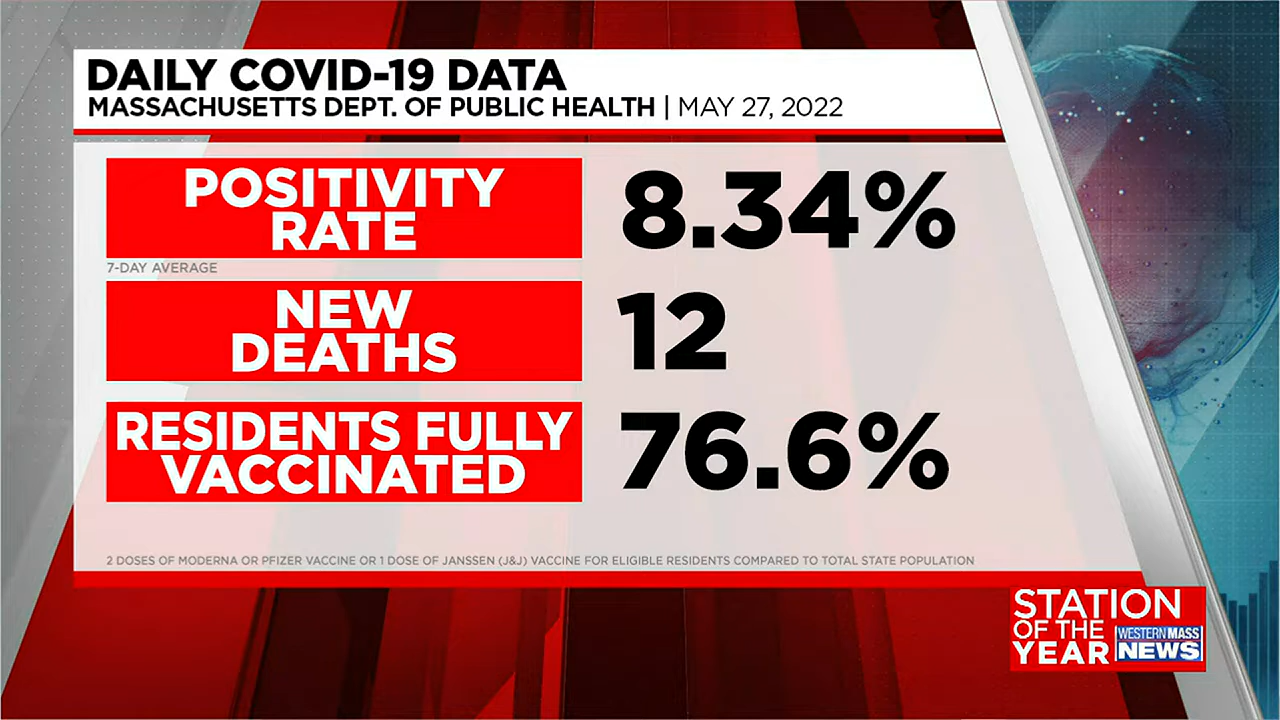 DAILY COVID-19 DATA
MASSACHUSETTS DEPT. OF PUBLIC HEALTH | MAY 27, 2022
POSITIVITY
RATE
8.34%
7-DAY AVERAGE
NEW
DEATHS
12
RESIDENTS FULLY
VACCINATED
76.6%
2 DOSES OF MODERNA OR PFIZER VACCINE OR 1 DOSE OF JANSSEN (J&J) VACCINE FOR ELIGIBLE RESIDENTS COMPARED TO TOTAL STATE POPULATION
STATION
OF THE
YEAR
WESTERN MASS
NEWS